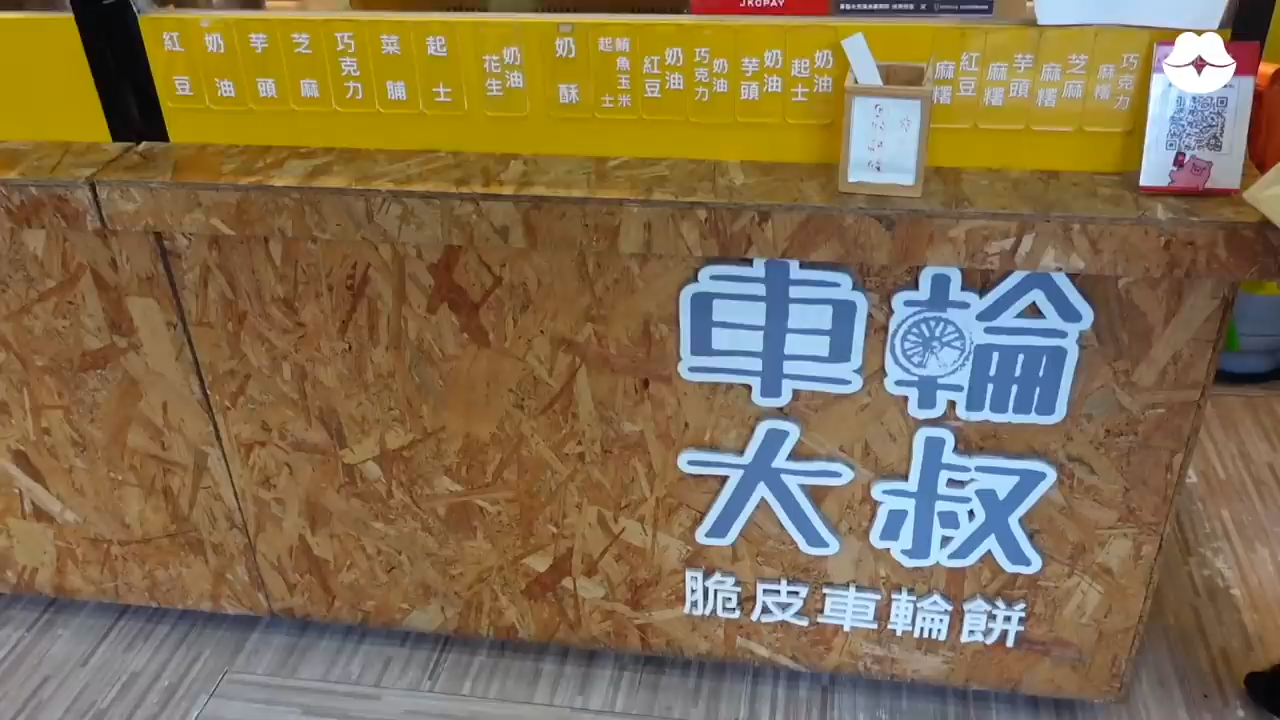 JKOPAY
紅豆
奶油
芋頭
芝麻
巧克力
菜脯
起士
奶油花生
奶酥
鮪魚玉米起士
奶油紅豆
奶油巧克力
奶油芋頭
奶油起士
紅豆麻糬
芋頭麻糬
芝麻麻糬
巧克力麻糬
車輪
大叔
脆皮車輪餅